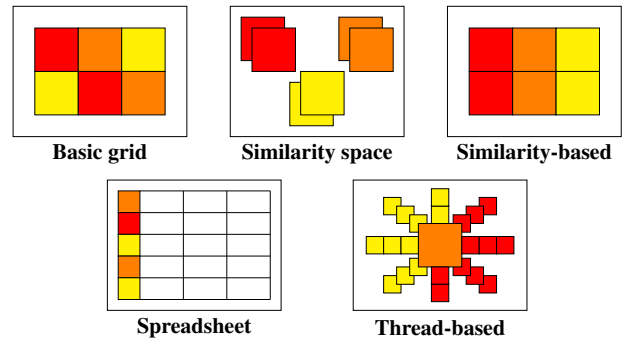 Basic grid
Similarity space
Similarity-based
Spreadsheet
Thread-based